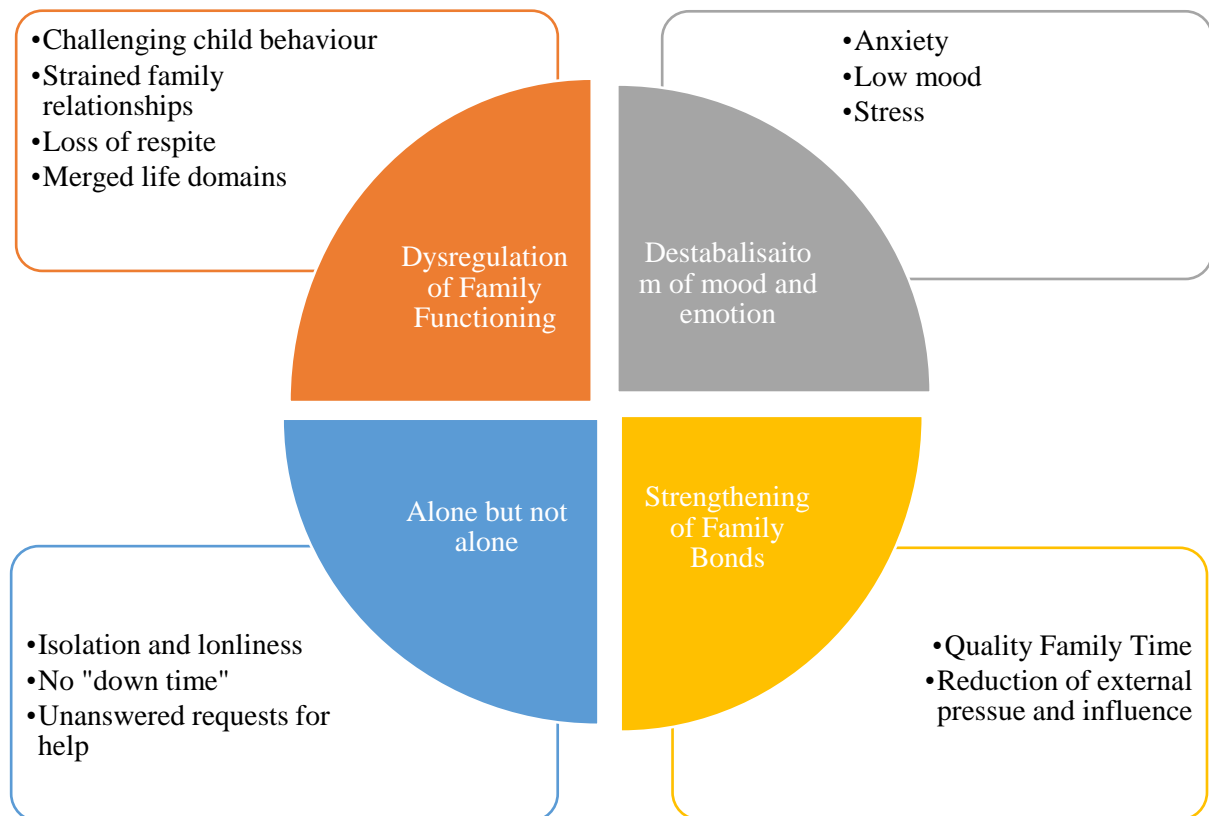 •Challenging child behaviour
•Strained family
relationships
•Loss of respite
•Merged life domains
•Anxiety
•Low mood
•Stress
Dysregulation
of Family
Functioning
Destabalisaito
m of mood and
emotion
Alone but not
alone
Strengthening
of Family
Bonds
•Isolation and lonliness
•No "down time"
•Unanswered requests for
help
•Quality Family Time
•Reduction of external
pressue and influence